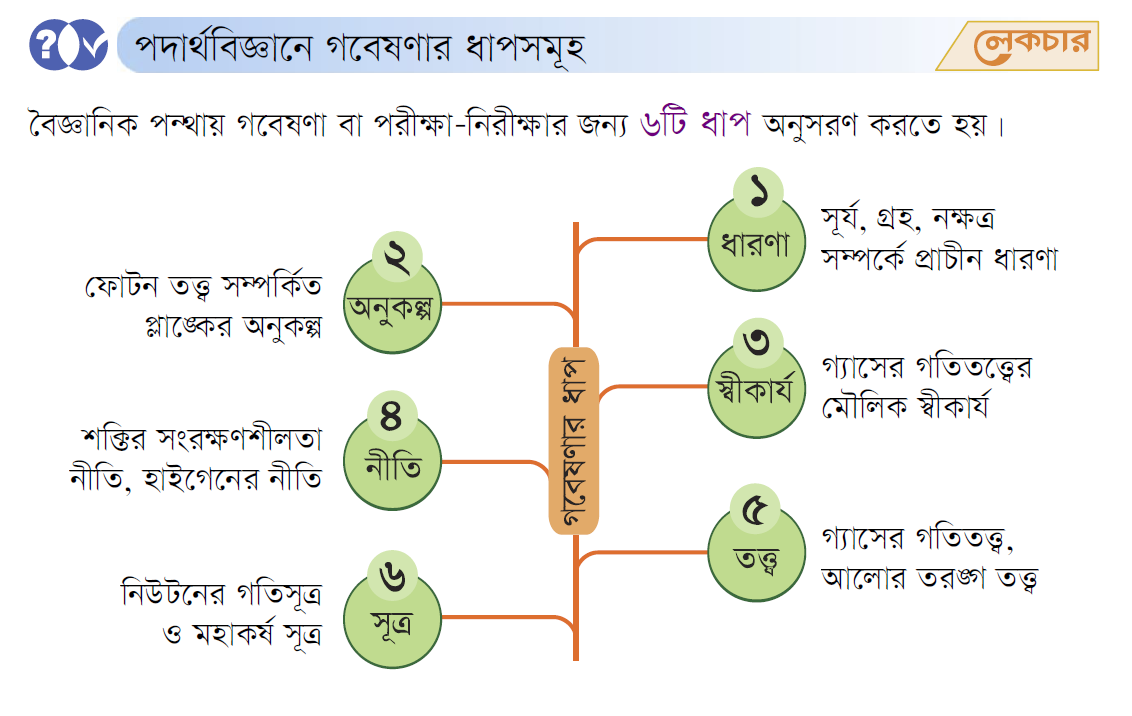 পদার্থবিজ্ঞানে গবেষণার ধাপসমূহ
লেকচার
বৈজ্ঞানিক পন্থায় গবেষণা বা পরীক্ষা-নিরীক্ষার জন্য ৬টি ধাপ অনুসরণ করতে হয়।
গবেষণার ধাপ
১
ধারণা
সূর্য, গ্রহ, নক্ষত্র
সম্পর্কে প্রাচীন ধারণা
২
অনুকল্প
ফোটন তত্ত্ব সম্পর্কিত
প্লাঙ্কের অনুকল্প
৩
স্বীকার্য
গ্যাসের গতিতত্ত্বের
মৌলিক স্বীকার্য
৪
নীতি
শক্তির সংরক্ষণশীলতা
নীতি, হাইগেনের নীতি
৫
তত্ত্ব
গ্যাসের গতিতত্ত্ব,
আলোর তরঙ্গ তত্ত্ব
৬
সূত্র
নিউটনের গতিসূত্র
ও মহাকর্ষ সূত্র